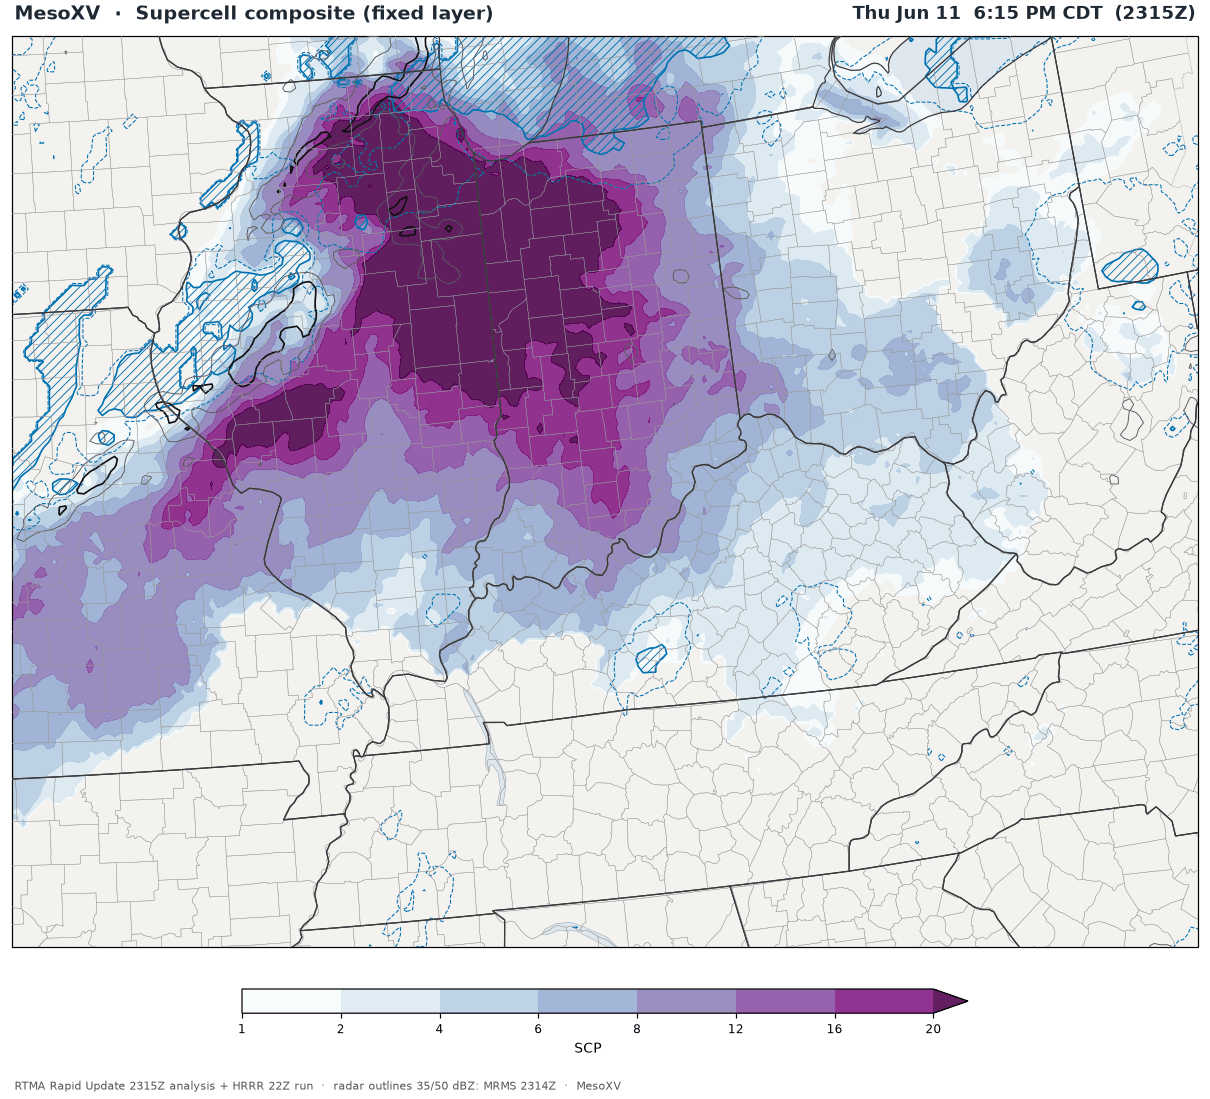 MesoXV · Supercell composite (fixed layer)
Thu Jun 11 6:15 PM CDT (2315Z)
1 2 4 6 8 12 16 20
SCP
RTMA Rapid Update 2315Z analysis + HRRR 22Z run · radar outlines 35/50 dBZ: MRMS 2314Z · MesoXV